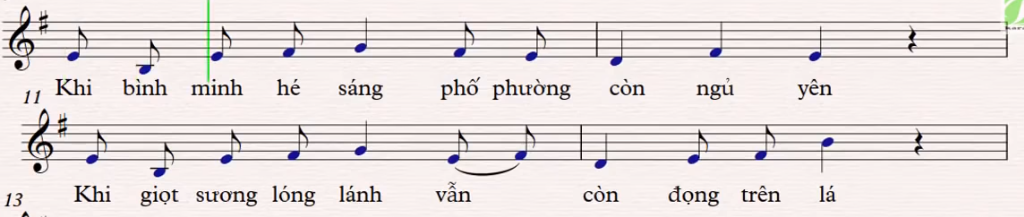 Khi bình minh hé sáng phố phường còn ngủ yên
11
Khi giọt sương lóng lánh vẫn còn đọng trên lá
13